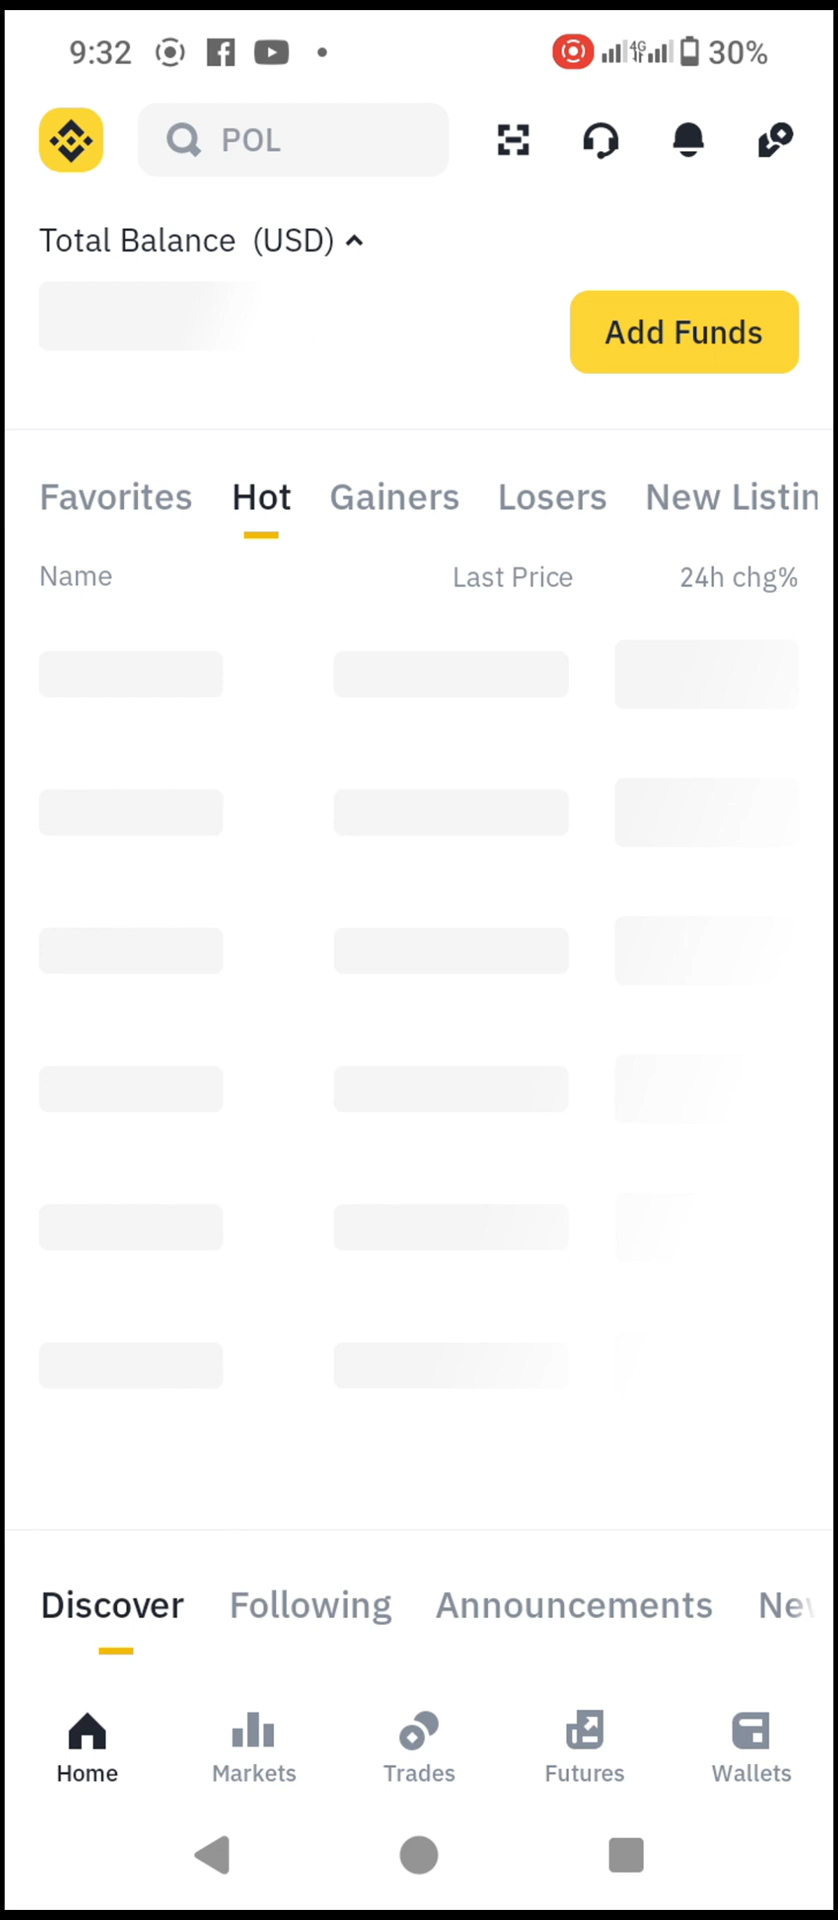 9:32 30%
POL
Total Balance (USD)
Add Funds
Favorites Hot Gainers Losers New Listin
Name Last Price 24h chg%
Discover Following Announcements Nev
Home Markets Trades Futures Wallets